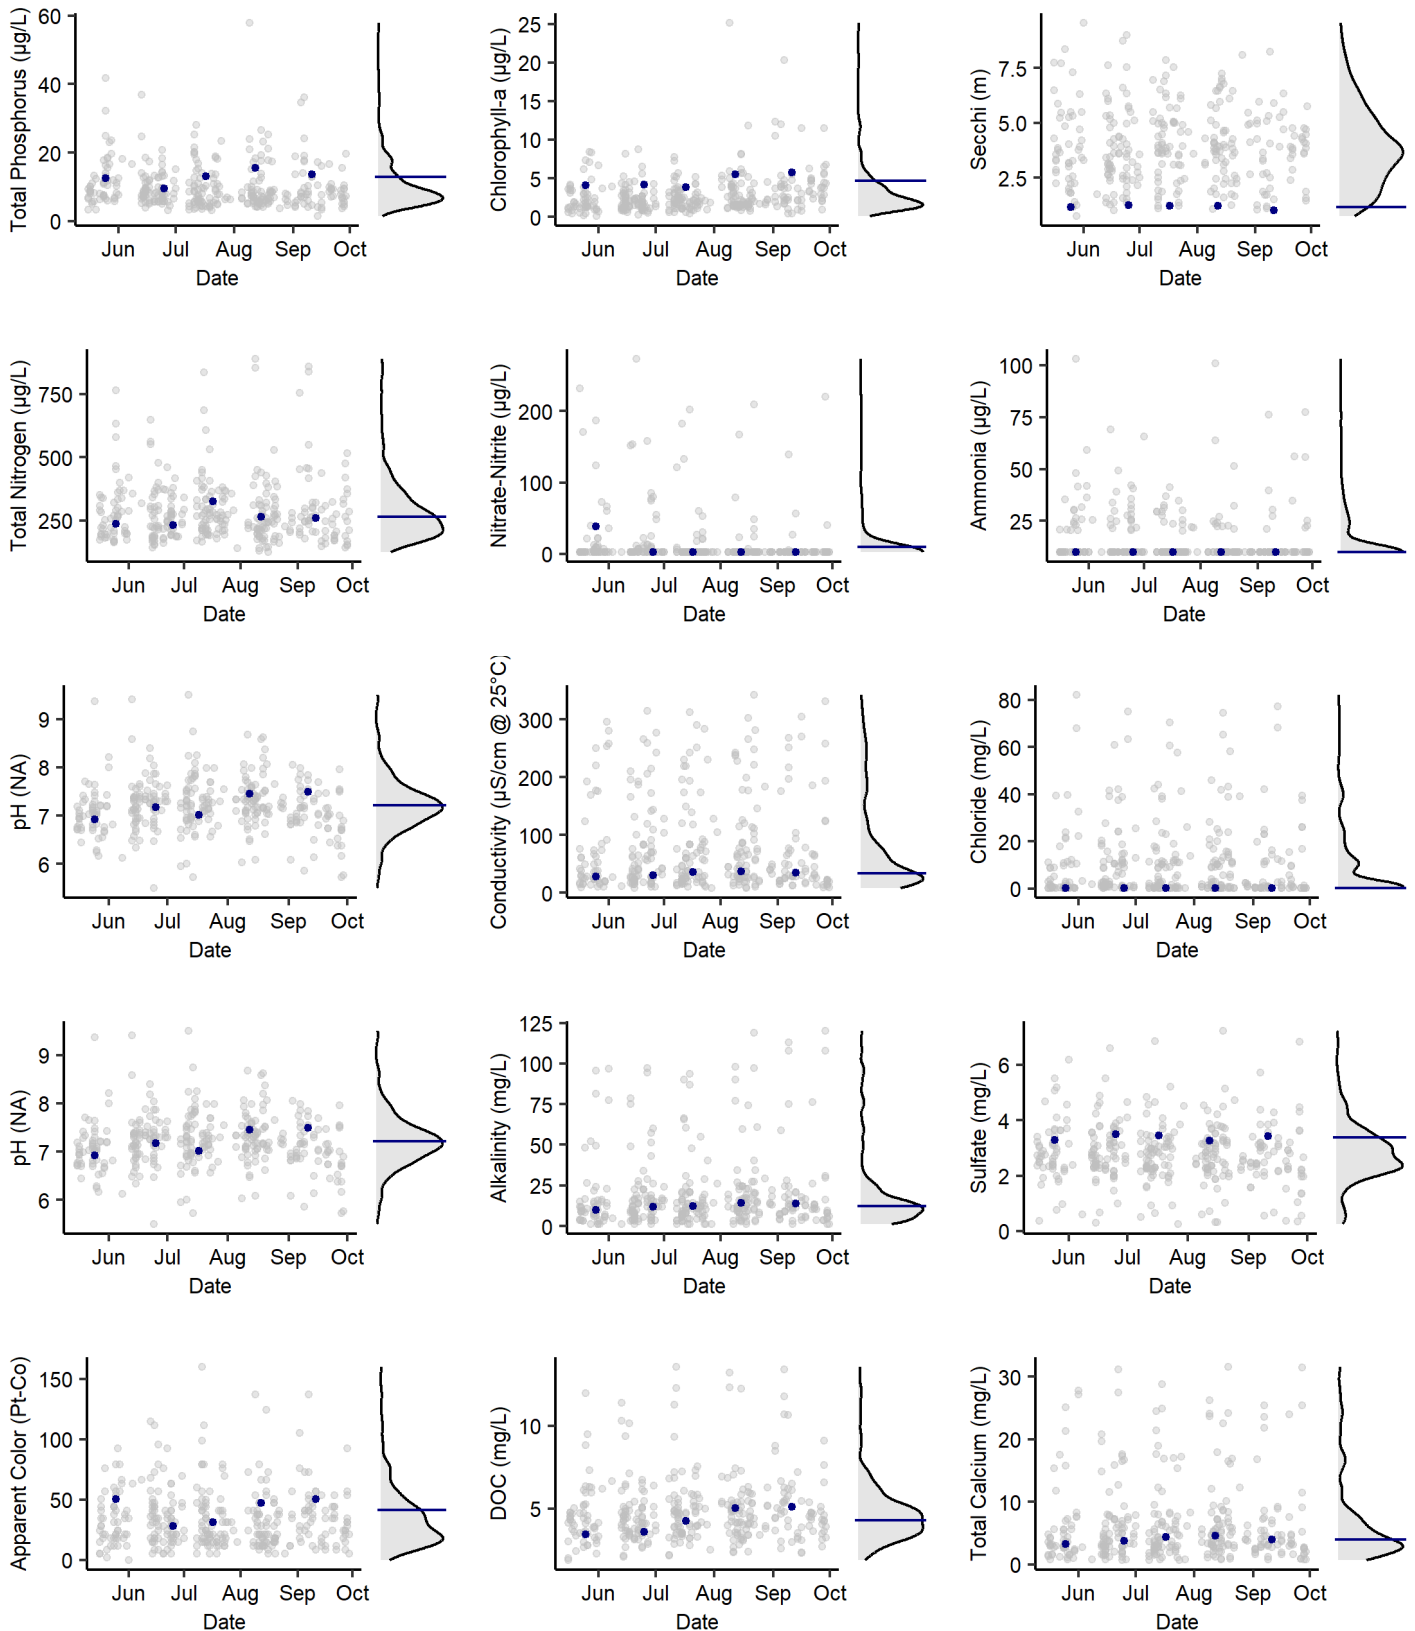 Total Phosphorus (µg/L)
60
40
20
0
Jun Jul Aug Sep Oct
Date
Chlorophyll-a (µg/L)
25
20
15
10
5
0
Jun Jul Aug Sep Oct
Date
Secchi (m)
7.5
5.0
2.5
Jun Jul Aug Sep Oct
Date
Total Nitrogen (µg/L)
750
500
250
Jun Jul Aug Sep Oct
Date
Nitrate-Nitrite (µg/L)
200
100
0
Jun Jul Aug Sep Oct
Date
Ammonia (µg/L)
100
75
50
25
Jun Jul Aug Sep Oct
Date
pH (NA)
9
8
7
6
Jun Jul Aug Sep Oct
Date
Conductivity (µS/cm @ 25°C)
300
200
100
0
Jun Jul Aug Sep Oct
Date
Chloride (mg/L)
80
60
40
20
0
Jun Jul Aug Sep Oct
Date
pH (NA)
9
8
7
6
Jun Jul Aug Sep Oct
Date
Alkalinity (mg/L)
125
100
75
50
25
0
Jun Jul Aug Sep Oct
Date
Sulfate (mg/L)
6
4
2
0
Jun Jul Aug Sep Oct
Date
Apparent Color (Pt-Co)
150
100
50
0
Jun Jul Aug Sep Oct
Date
DOC (mg/L)
10
5
Jun Jul Aug Sep Oct
Date
Total Calcium (mg/L)
30
20
10
0
Jun Jul Aug Sep Oct
Date